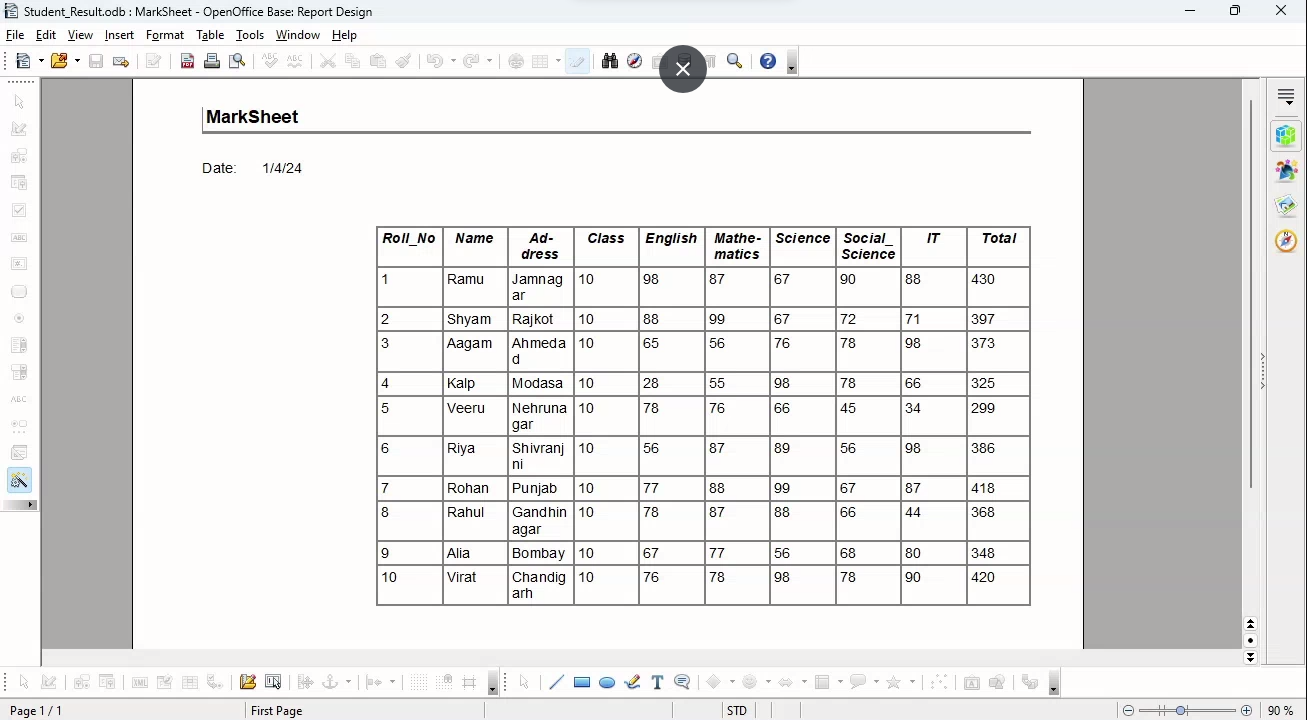 Student_Result.odb : MarkSheet - OpenOffice Base: Report Design
File Edit View Insert Format Table Tools Window Help
MarkSheet
Date: 1/4/24
Roll_No Name Ad-dress Class English Mathe-matics Science Social_Science IT Total
1 Ramu Jamnagar 10 98 87 67 90 88 430
2 Shyam Rajkot 10 88 99 67 72 71 397
3 Aagam Ahmedad 10 65 56 76 78 98 373
4 Kalp Modasa 10 28 55 98 78 66 325
5 Veeru Nehrunagar 10 78 76 66 45 34 299
6 Riya Shivranjni 10 56 87 89 56 98 386
7 Rohan Punjab 10 77 88 99 67 87 418
8 Rahul Gandhinagar 10 78 87 88 66 44 368
9 Alia Bombay 10 67 77 56 68 80 348
10 Virat Chandigarh 10 76 78 98 78 90 420
Page 1 / 1 First Page STD 90 %